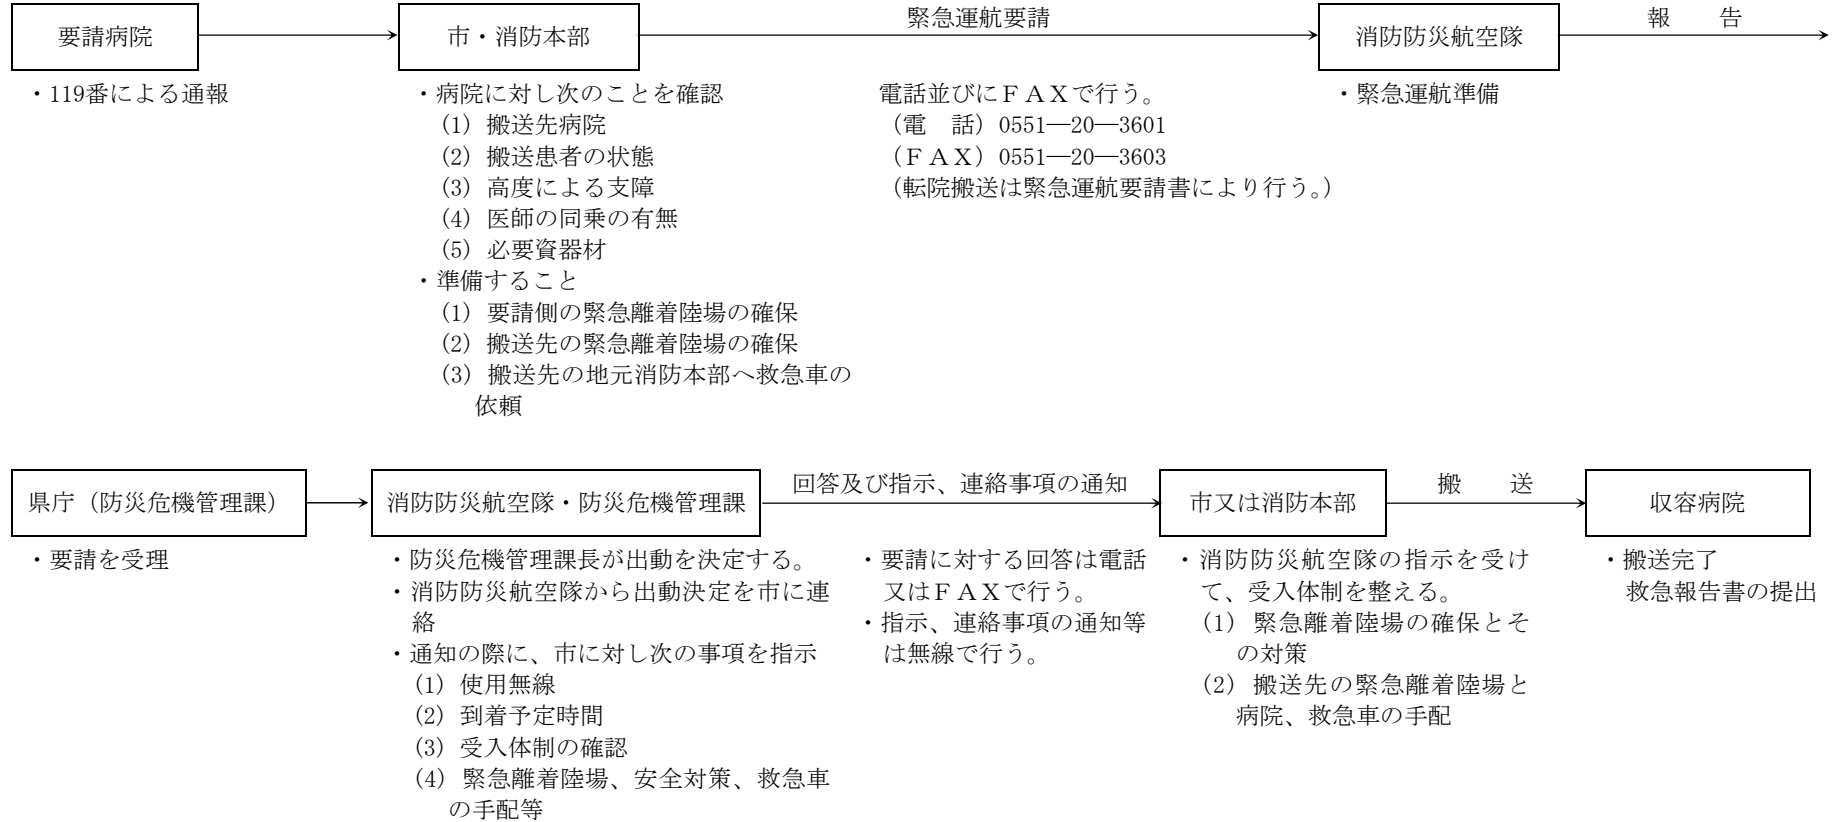 緊急運航要請
報　　告
要請病院
市・消防本部
消防防災航空隊
・119番による通報
・病院に対し次のことを確認
(1) 搬送先病院
(2) 搬送患者の状態
(3) 高度による支障
(4) 医師の同乗の有無
(5) 必要資器材
・準備すること
(1) 要請側の緊急離着陸場の確保
(2) 搬送先の緊急離着陸場の確保
(3) 搬送先の地元消防本部へ救急車の
依頼
電話並びにＦＡＸで行う。
（電　話）0551―20―3601
（ＦＡＸ）0551―20―3603
（転院搬送は緊急運航要請書により行う。）
・緊急運航準備
県庁（防災危機管理課）
消防防災航空隊・防災危機管理課
回答及び指示、連絡事項の通知
市又は消防本部
搬　　送
収容病院
・要請を受理
・防災危機管理課長が出動を決定する。
・消防防災航空隊から出動決定を市に連
絡
・通知の際に、市に対し次の事項を指示
(1) 使用無線
(2) 到着予定時間
(3) 受入体制の確認
(4) 緊急離着陸場、安全対策、救急車
の手配等
・要請に対する回答は電話
又はＦＡＸで行う。
・指示、連絡事項の通知等
は無線で行う。
・消防防災航空隊の指示を受け
て、受入体制を整える。
(1) 緊急離着陸場の確保とそ
の対策
(2) 搬送先の緊急離着陸場と
病院、救急車の手配
・搬送完了
救急報告書の提出